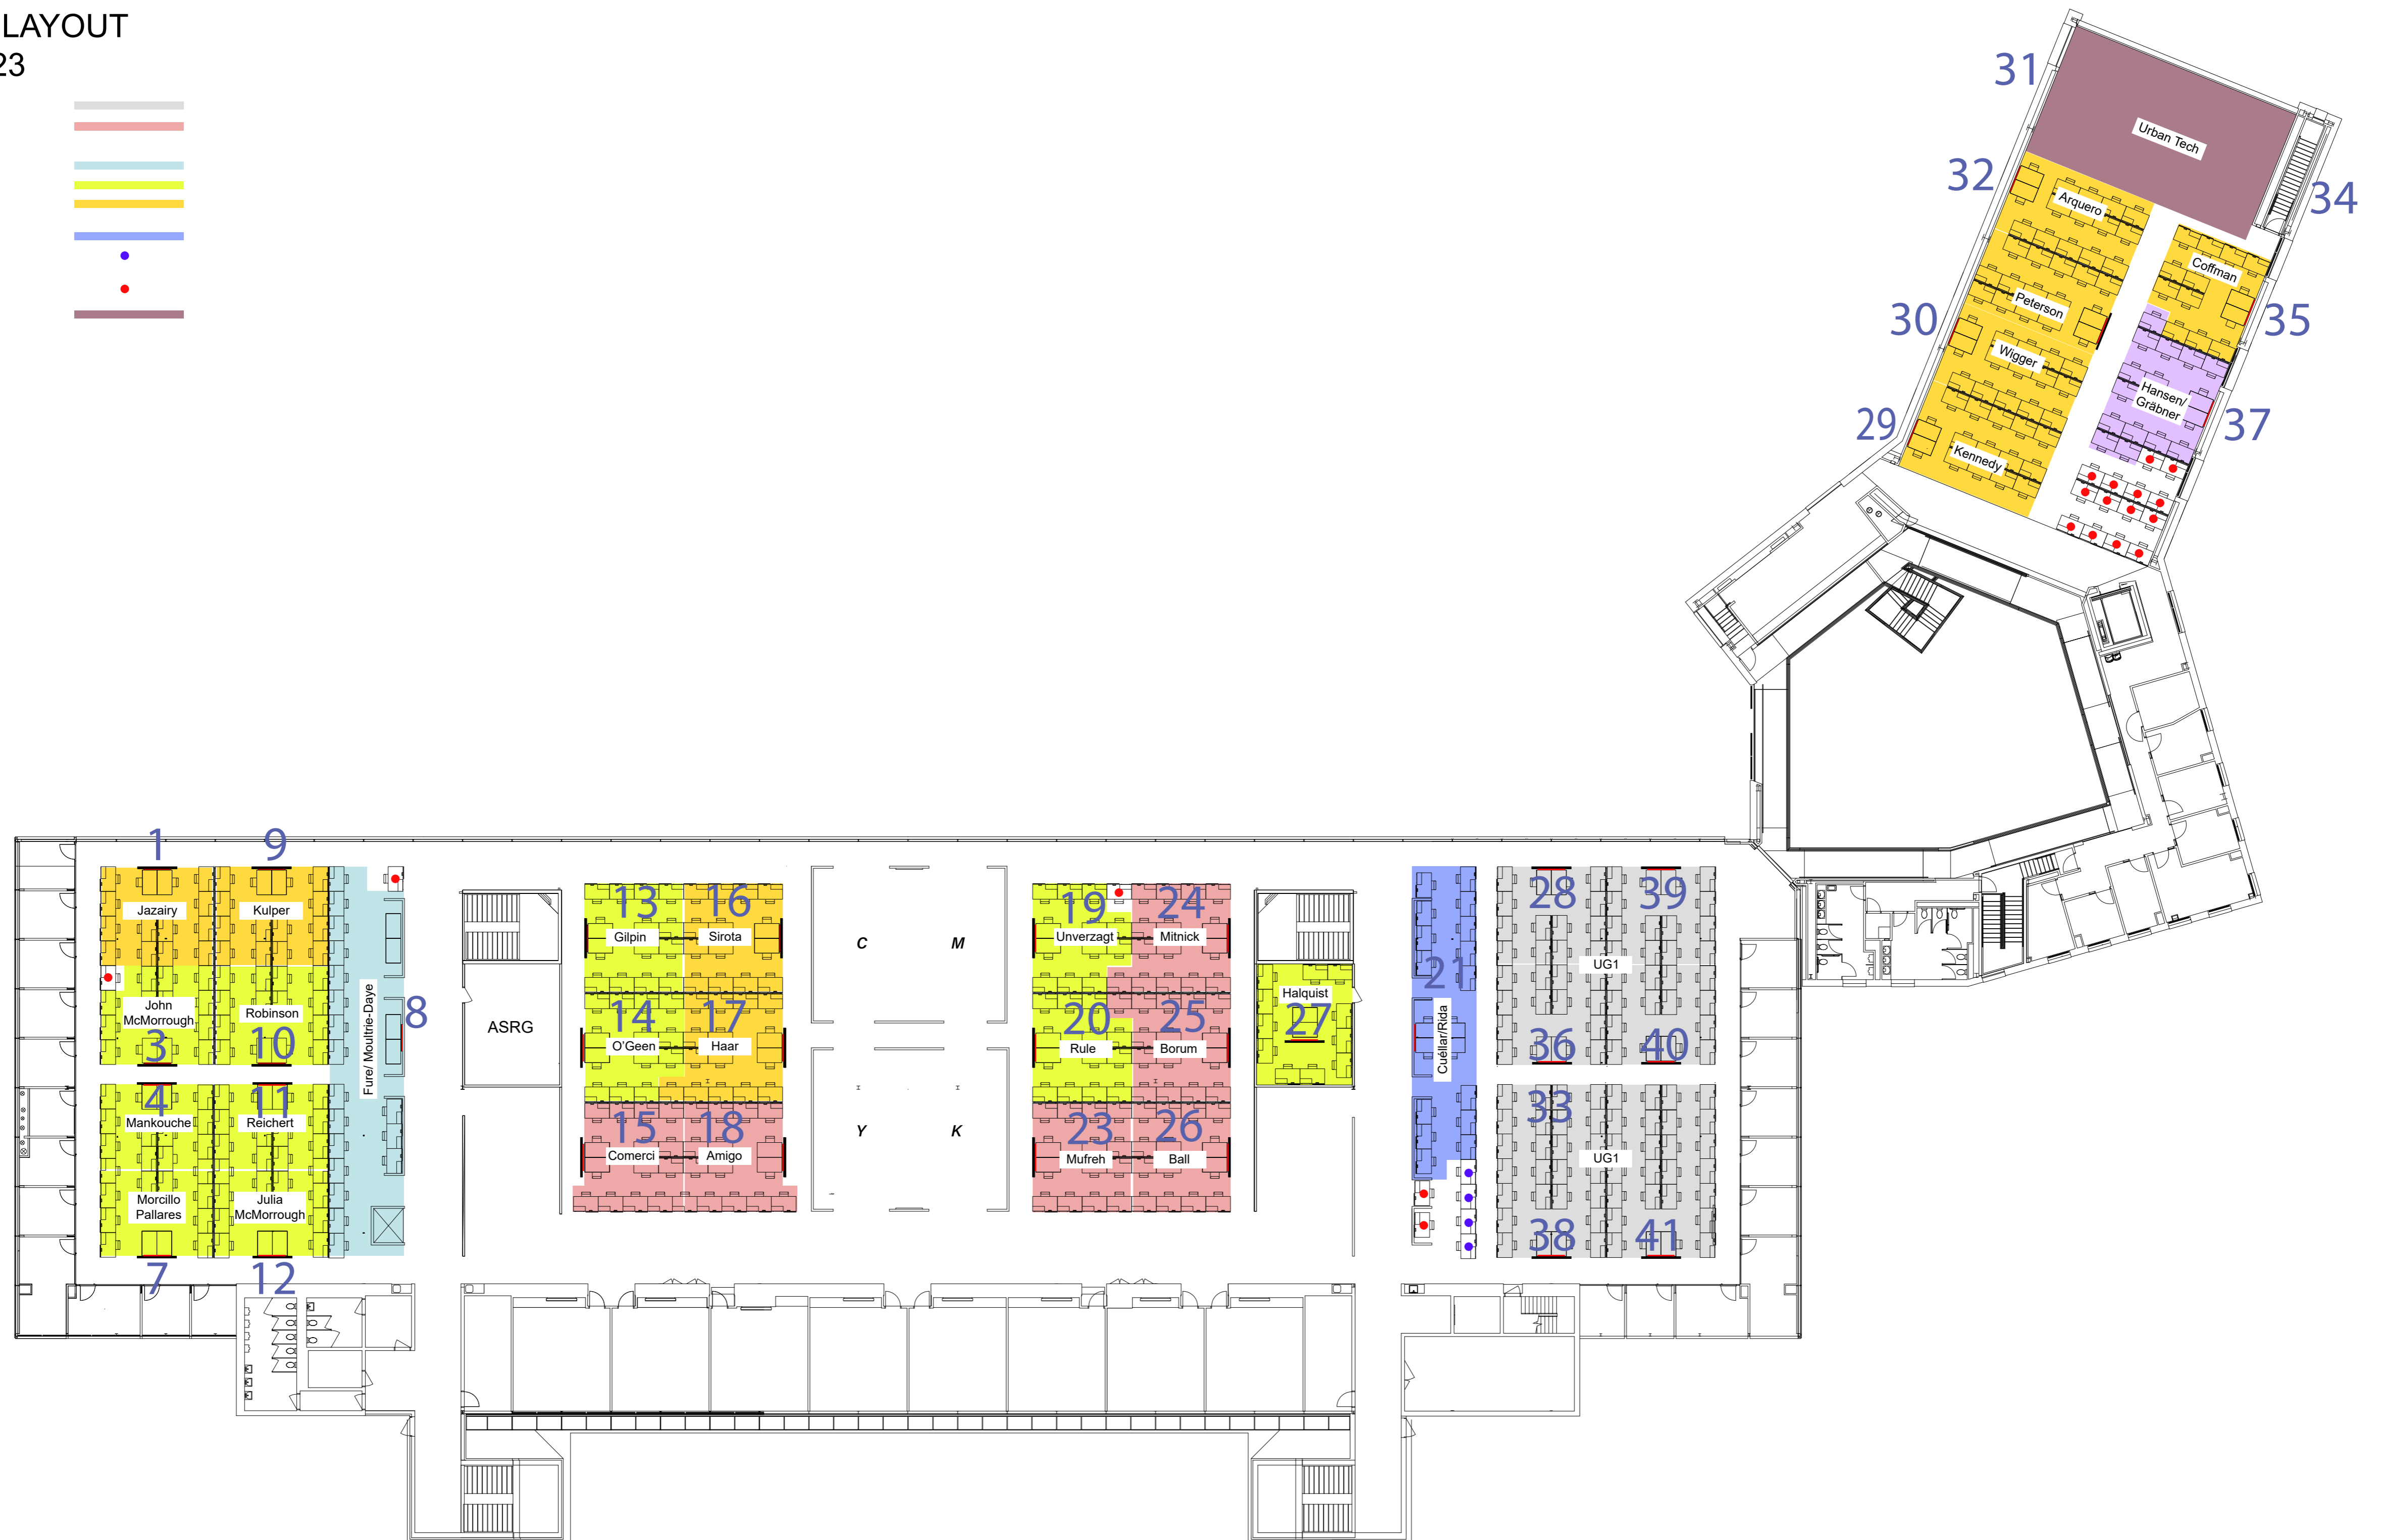 LAYOUT
23
31
Urban Tech
32
34
Arquero
Coffman
Peterson
30
35
Wigger
Hansen/
Gräbner
29
37
Kennedy
1
9
13
16
19
24
28
39
Jazairy
Kulper
Gilpin
Sirota
C
M
Unverzagt
Mitnick
21
UG1
John
McMorrough
Robinson
Fure/ Moultrie-Daye
8
ASRG
14
17
20
25
Halquist
27
Cuéllar/Rida
3
10
O'Geen
Haar
Rule
Borum
36
40
4
11
Mankouche
Reichert
15
18
Y
K
23
26
33
Comerci
Amigo
Mufreh
Ball
UG1
Morcillo
Pallares
Julia
McMorrough
38
41
7
12